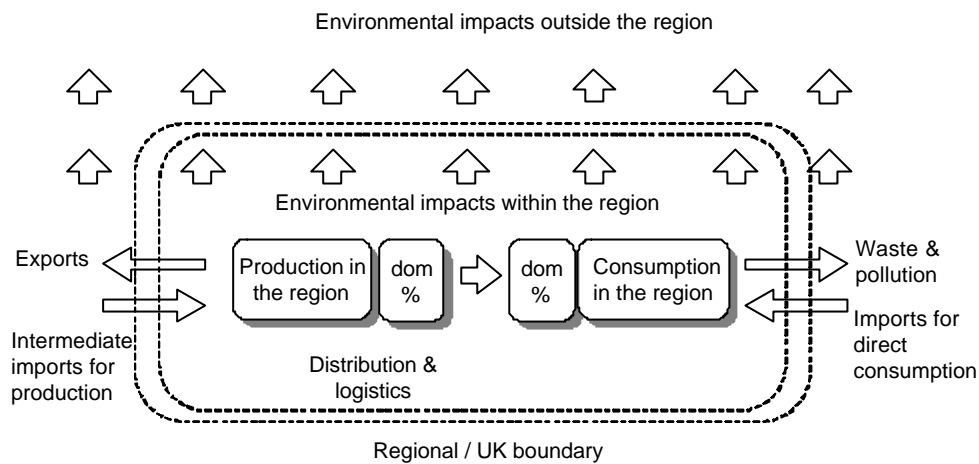 Environmental impacts outside the region
Environmental impacts within the region
Exports
Production in
the region
dom
%
dom
%
Consumption
in the region
Waste &
pollution
Intermediate
imports for
production
Imports for
direct
consumption
Distribution &
logistics
Regional / UK boundary